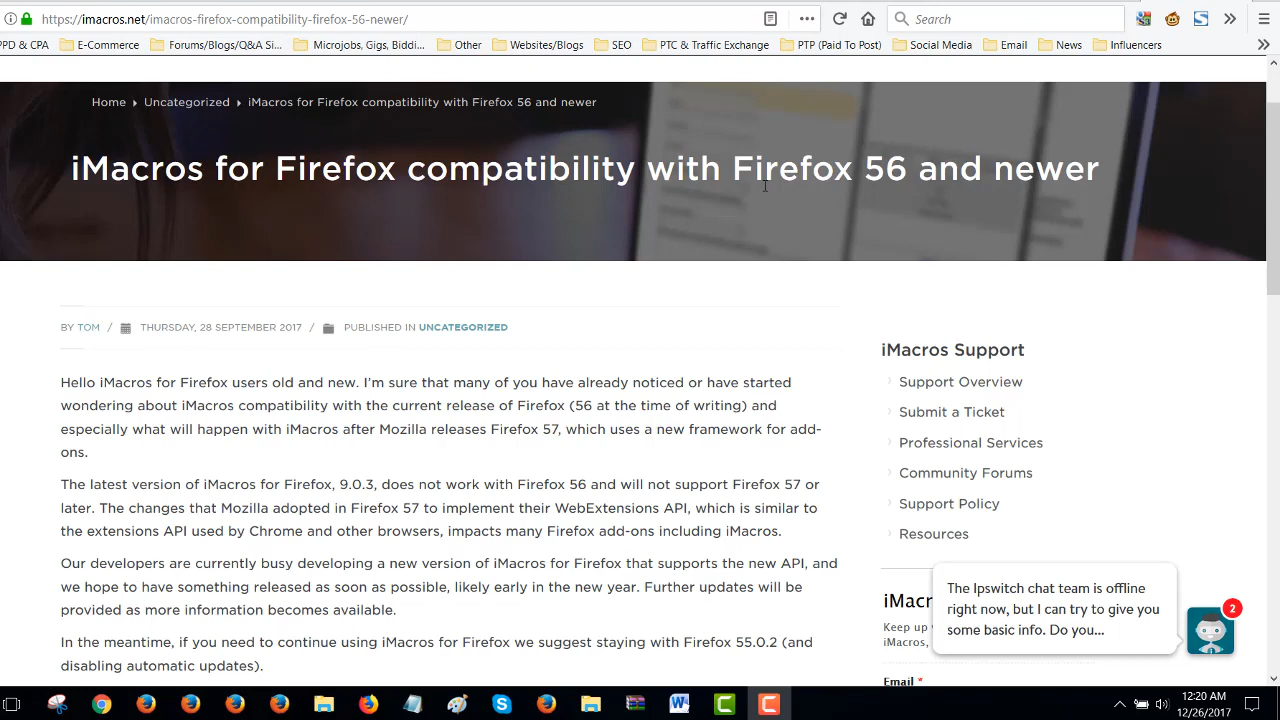 https://imacros.net/imacros-firefox-compatibility-firefox-56-newer/
Search
PD & CPA
E-Commerce
Forums/Blogs/Q&A Si...
Microjobs, Gigs, Biddi...
Other
Websites/Blogs
SEO
PTC & Traffic Exchange
PTP (Paid To Post)
Social Media
Email
News
Influencers
Home
Uncategorized
iMacros for Firefox compatibility with Firefox 56 and newer
iMacros for Firefox compatibility with Firefox 56 and newer
BY TOM / THURSDAY, 28 SEPTEMBER 2017 / PUBLISHED IN UNCATEGORIZED
Hello iMacros for Firefox users old and new. I'm sure that many of you have already noticed or have started
wondering about iMacros compatibility with the current release of Firefox (56 at the time of writing) and
especially what will happen with iMacros after Mozilla releases Firefox 57, which uses a new framework for add-
ons.
The latest version of iMacros for Firefox, 9.0.3, does not work with Firefox 56 and will not support Firefox 57 or
later. The changes that Mozilla adopted in Firefox 57 to implement their WebExtensions API, which is similar to
the extensions API used by Chrome and other browsers, impacts many Firefox add-ons including iMacros.
Our developers are currently busy developing a new version of iMacros for Firefox that supports the new API, and
we hope to have something released as soon as possible, likely early in the new year. Further updates will be
provided as more information becomes available.
In the meantime, if you need to continue using iMacros for Firefox we suggest staying with Firefox 55.0.2 (and
disabling automatic updates).
iMacros Support
Support Overview
Submit a Ticket
Professional Services
Community Forums
Support Policy
Resources
iMacr
Keep up
iMacros,
Email *
The Ipswitch chat team is offline
right now, but I can try to give you
some basic info. Do you...
2
12:20 AM
12/26/2017